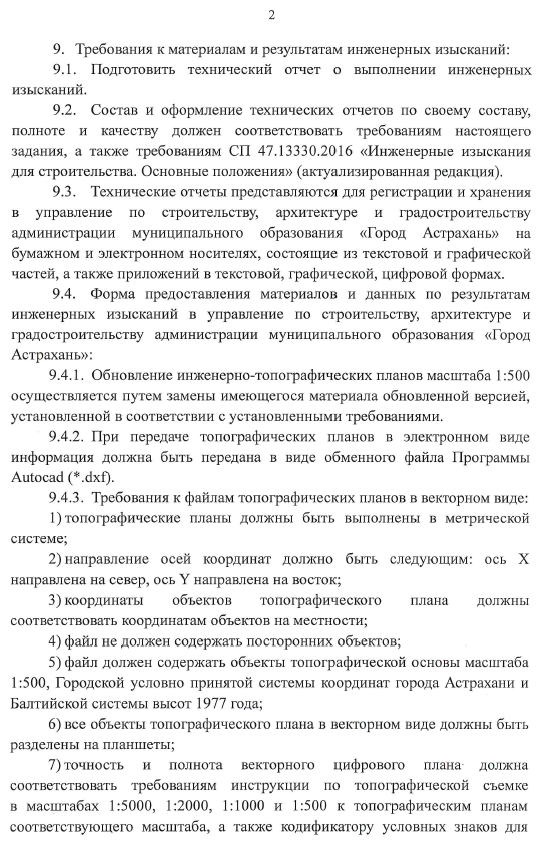 2
9. Требования к материалам и результатам инженерных изысканий:
9.1. Подготовить технический отчет о выполнении инженерных
изысканий.
9.2. Состав и оформление технических отчетов по своему составу,
полноте и качеству должен соответствовать требованиям настоящего
задания, а также требованиям СП 47.13330.2016 «Инженерные изыскания
для строительства. Основные положения» (актуализированная редакция).
9.3. Технические отчеты представляются для регистрации и хранения
в управление по строительству, архитектуре и градостроительству
администрации муниципального образования «Город Астрахань» на
бумажном и электронном носителях, состоящие из текстовой и графической
частей, а также приложений в текстовой, графической, цифровой формах.
9.4. Форма предоставления материалов и данных по результатам
инженерных изысканий в управление по строительству, архитектуре и
градостроительству администрации муниципального образования «Город
Астрахань»:
9.4.1. Обновление инженерно-топографических планов масштаба 1:500
осуществляется путем замены имеющегося материала обновленной версией,
установленной в соответствии с установленными требованиями.
9.4.2. При передаче топографических планов в электронном виде
информация должна быть передана в виде обменного файла Программы
Autocad (*.dxf).
9.4.3. Требования к файлам топографических планов в векторном виде:
1) топографические планы должны быть выполнены в метрической
системе;
2) направление осей координат должно быть следующим: ось X
направлена на север, ось Y направлена на восток;
3) координаты объектов топографического плана должны
соответствовать координатам объектов на местности;
4) файл не должен содержать посторонних объектов;
5) файл должен содержать объекты топографической основы масштаба
1:500, Городской условно принятой системы координат города Астрахани и
Балтийской системы высот 1977 года;
6) все объекты топографического плана в векторном виде должны быть
разделены на планшеты;
7) точность и полнота векторного цифрового плана должна
соответствовать требованиям инструкции по топографической съемке
в масштабах 1:5000, 1:2000, 1:1000 и 1:500 к топографическим планам
соответствующего масштаба, а также кодификатору условных знаков для